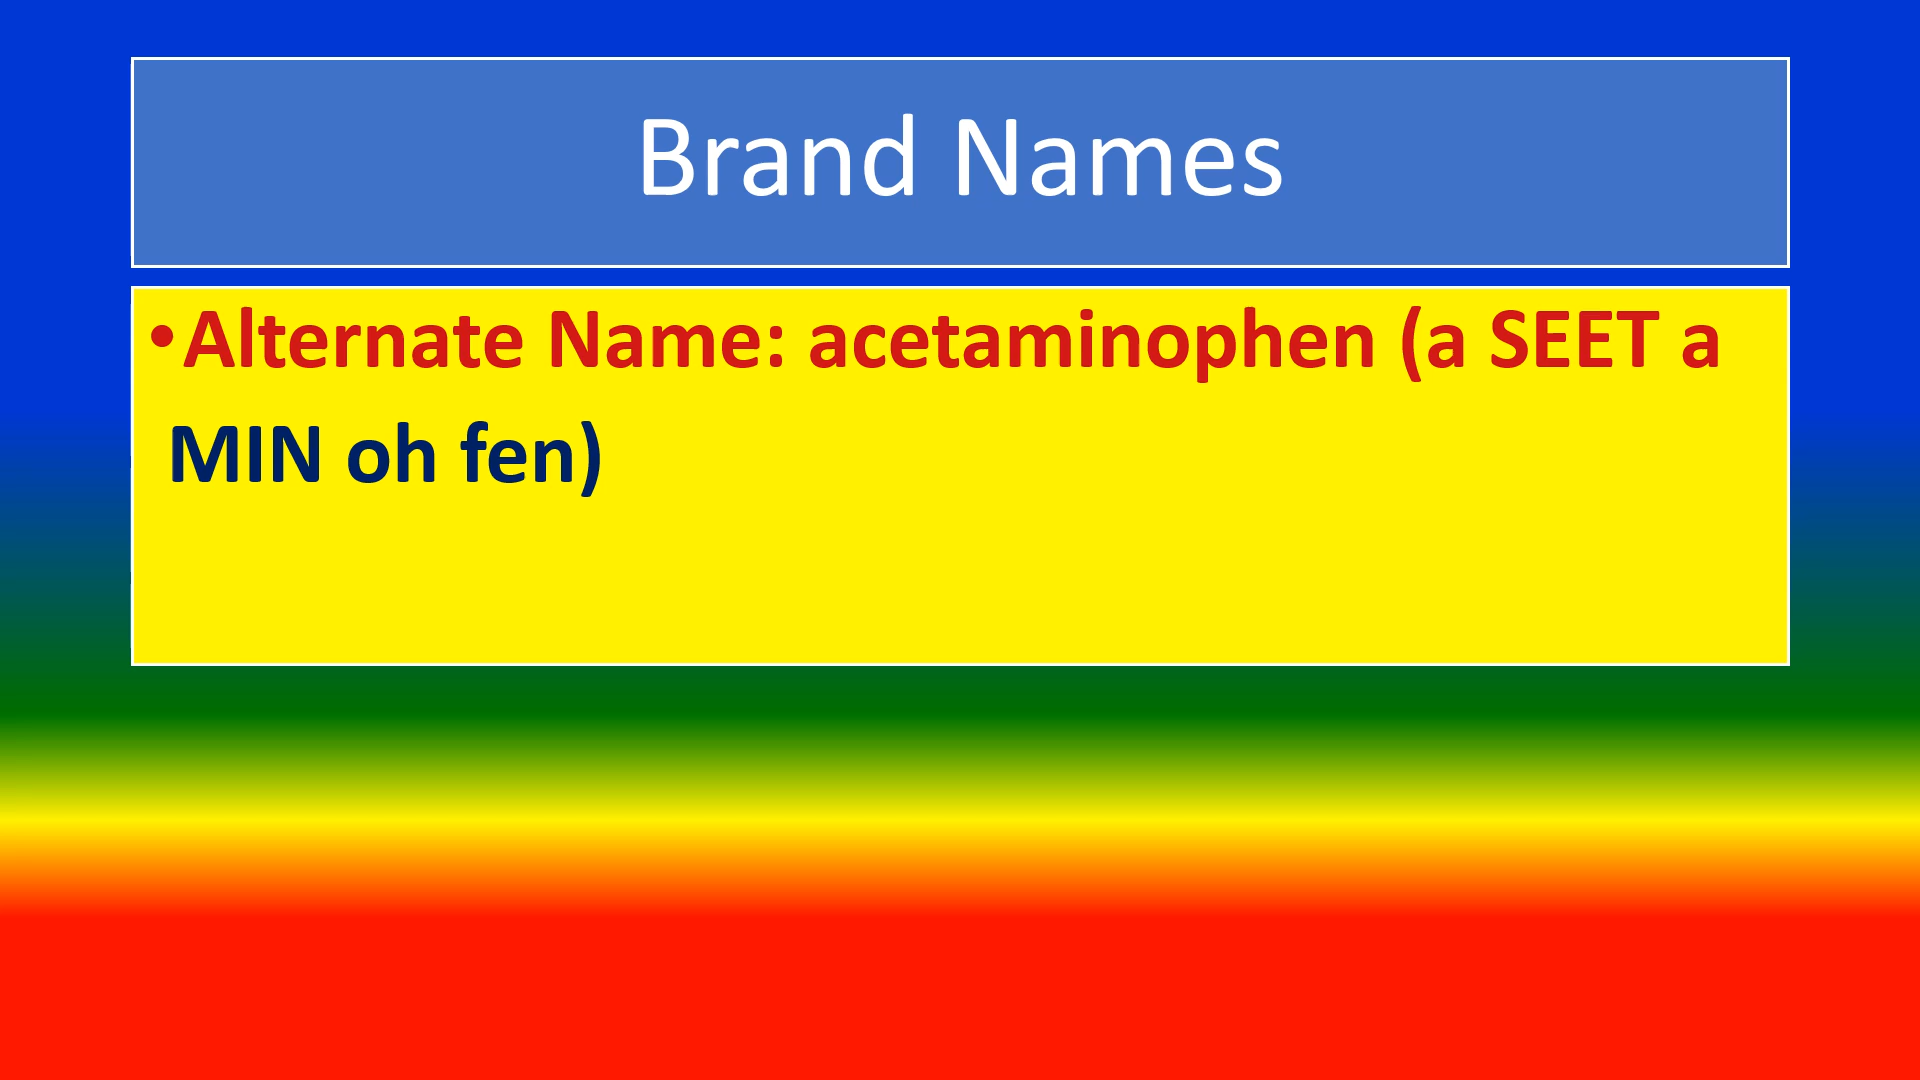 Brand Names
•Alternate Name: acetaminophen (a SEET a
MIN oh fen)